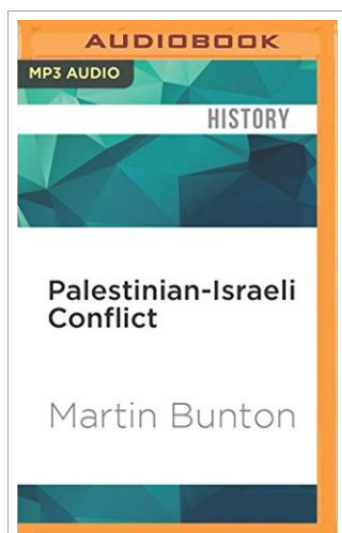 AUDIOBOOK
MP3 AUDIO
HISTORY
Palestinian-Israeli
Conflict
Martin Bunton